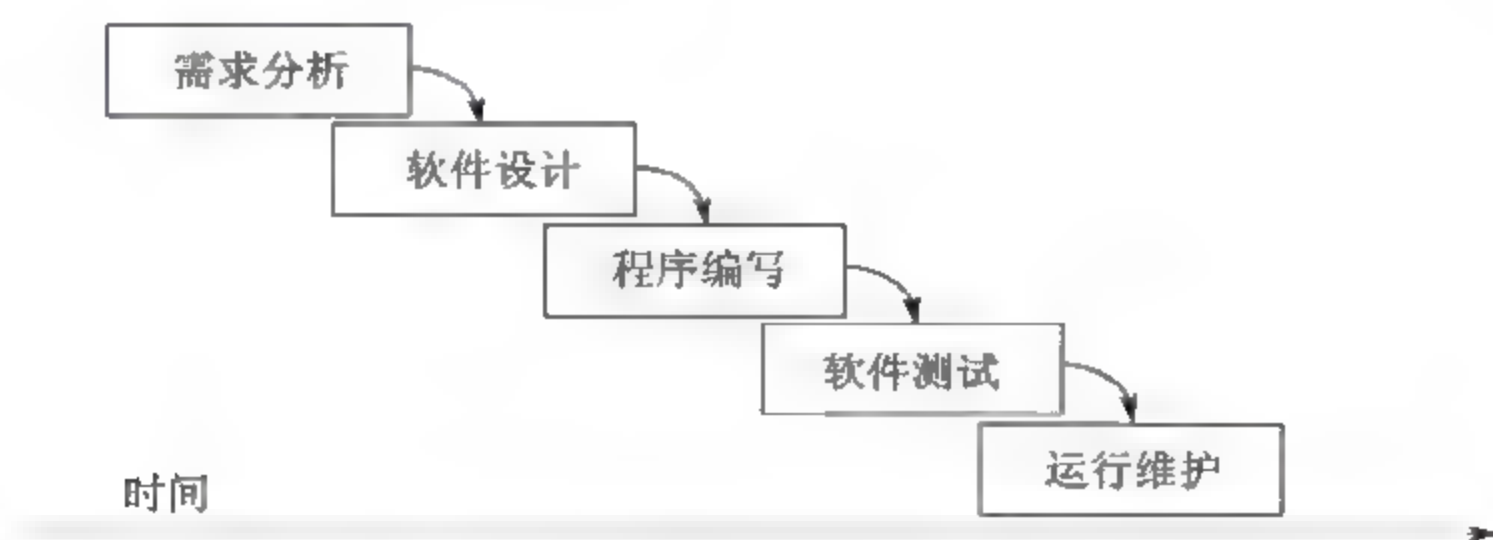 需求分析
软件设计
程序编写
软件测试
运行维护
时间